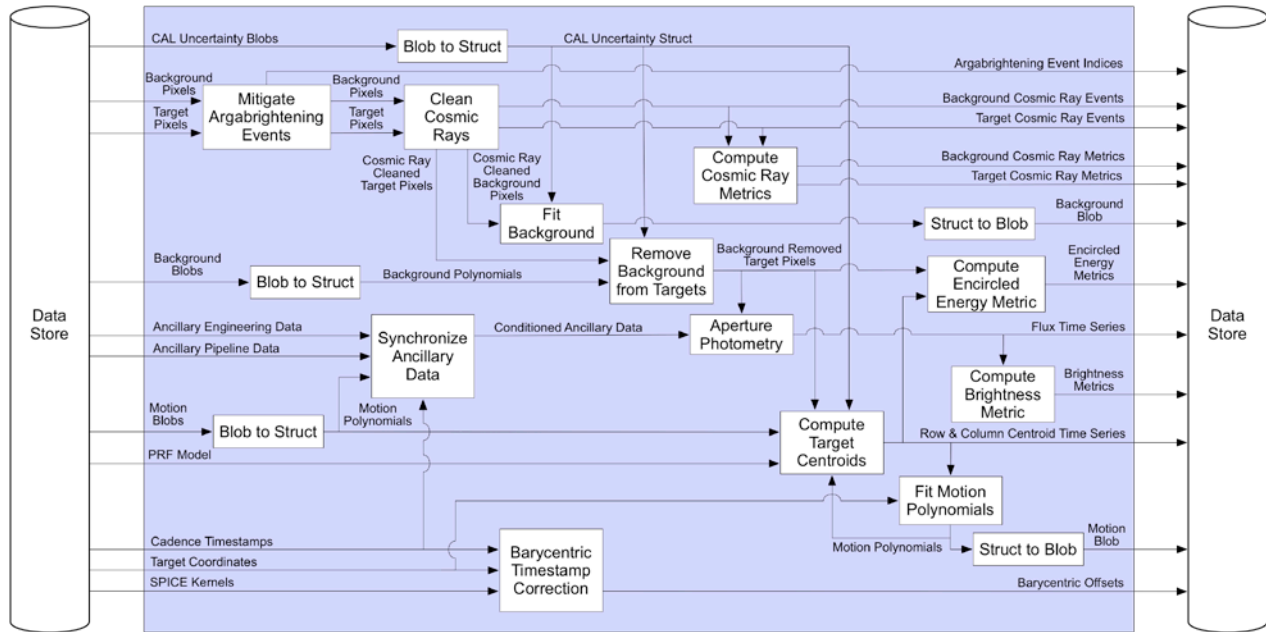 Data
Store
CAL Uncertainty Blobs
Blob to Struct
CAL Uncertainty Struct
Argabrightening Event Indices
Background
Pixels
Target
Pixels
Mitigate
Argabrightening
Events
Background
Pixels
Target
Pixels
Clean
Cosmic
Rays
Background Cosmic Ray Events
Target Cosmic Ray Events
Compute
Cosmic Ray
Metrics
Background Cosmic Ray Metrics
Target Cosmic Ray Metrics
Cosmic Ray
Cleaned
Target Pixels
Cosmic Ray
Cleaned
Background
Pixels
Fit
Background
Struct to Blob
Background
Blob
Background
Blobs
Blob to Struct
Background Polynomials
Remove
Background
from Targets
Background Removed
Target Pixels
Compute
Encircled
Energy Metric
Encircled
Energy
Metrics
Ancillary Engineering Data
Ancillary Pipeline Data
Synchronize
Ancillary
Data
Conditioned Ancillary Data
Aperture
Photometry
Flux Time Series
Compute
Brightness
Metric
Brightness
Metrics
Motion
Blobs
Blob to Struct
Motion
Polynomials
Compute
Target
Centroids
Row & Column Centroid Time Series
PRF Model
Fit Motion
Polynomials
Cadence Timestamps
Target Coordinates
SPICE Kernels
Barycentric
Timestamp
Correction
Motion Polynomials
Struct to Blob
Motion
Blob
Barycentric Offsets
Data
Store